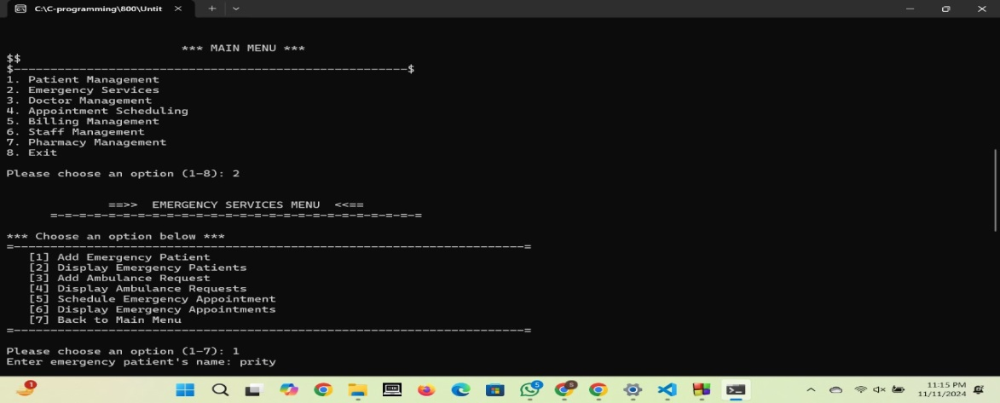 C:\C-programming\800\Untit
*** MAIN MENU ***
$$
$------------------------------------------------------$
1. Patient Management
2. Emergency Services
3. Doctor Management
4. Appointment Scheduling
5. Billing Management
6. Staff Management
7. Pharmacy Management
8. Exit
Please choose an option (1-8): 2
==>>  EMERGENCY SERVICES MENU  <<==
=-=-=-=-=-=-=-=-=-=-=-=-=-=-=-=-=-=-=-=-=-=-=-=-=-=
*** Choose an option below ***
=----------------------------------------------------------------------=
[1] Add Emergency Patient
[2] Display Emergency Patients
[3] Add Ambulance Request
[4] Display Ambulance Requests
[5] Schedule Emergency Appointment
[6] Display Emergency Appointments
[7] Back to Main Menu
=----------------------------------------------------------------------=
Please choose an option (1-7): 1
Enter emergency patient's name: prity
1
5
5
11:15 PM
11/11/2024